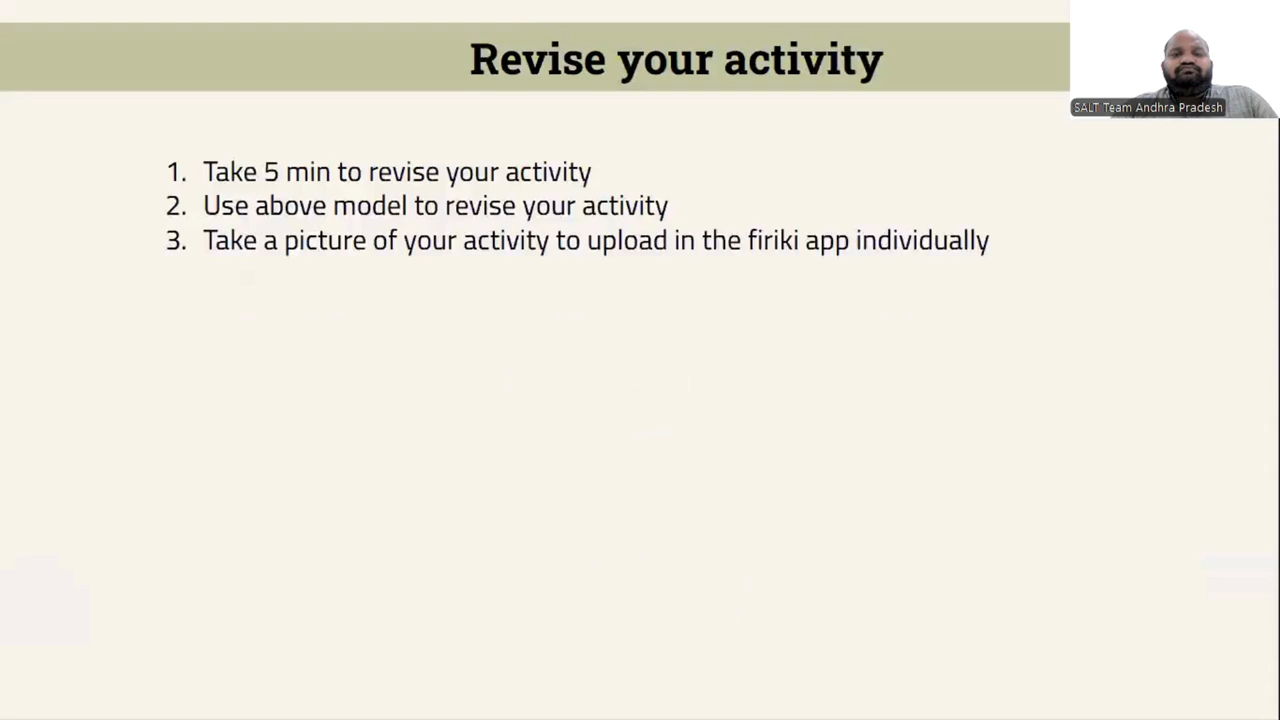 Revise your activity
SALT Team Andhra Pradesh
1. Take 5 min to revise your activity
2. Use above model to revise your activity
3. Take a picture of your activity to upload in the firiki app individually